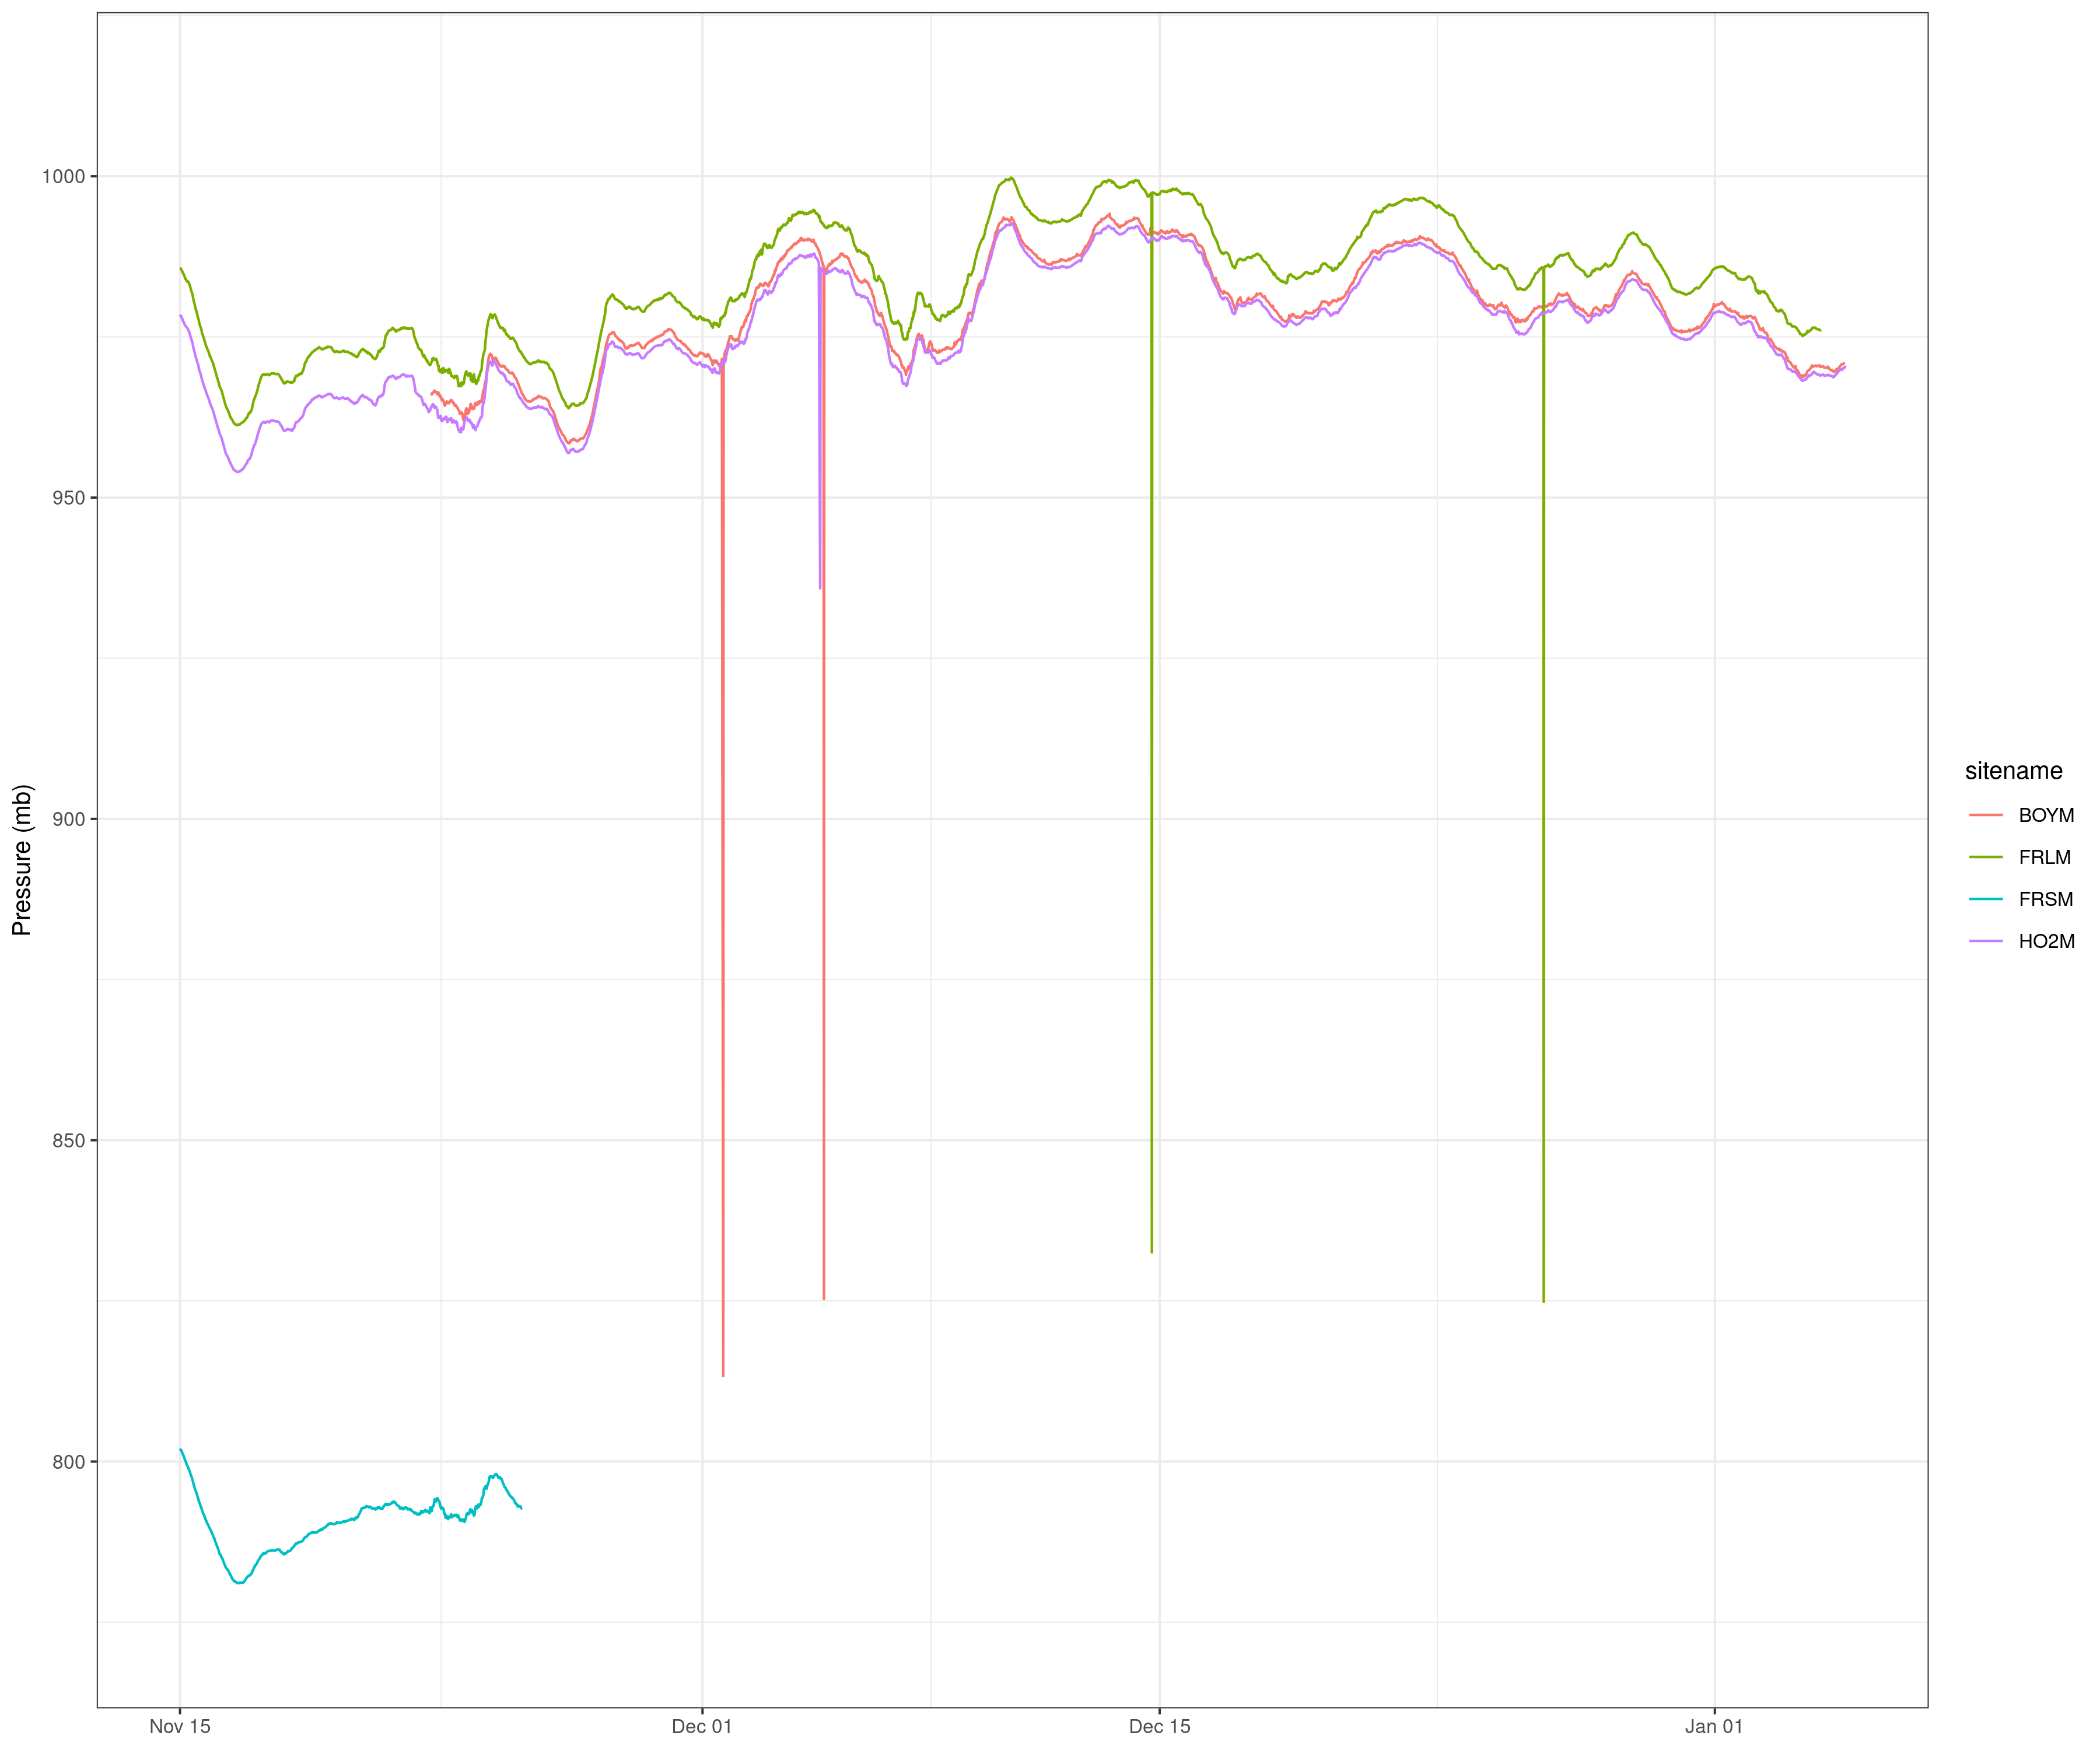 1000
950
900
850
800
Pressure (mb)
Nov 15
Dec 01
Dec 15
Jan 01
sitename
BOYM
FRLM
FRSM
HO2M